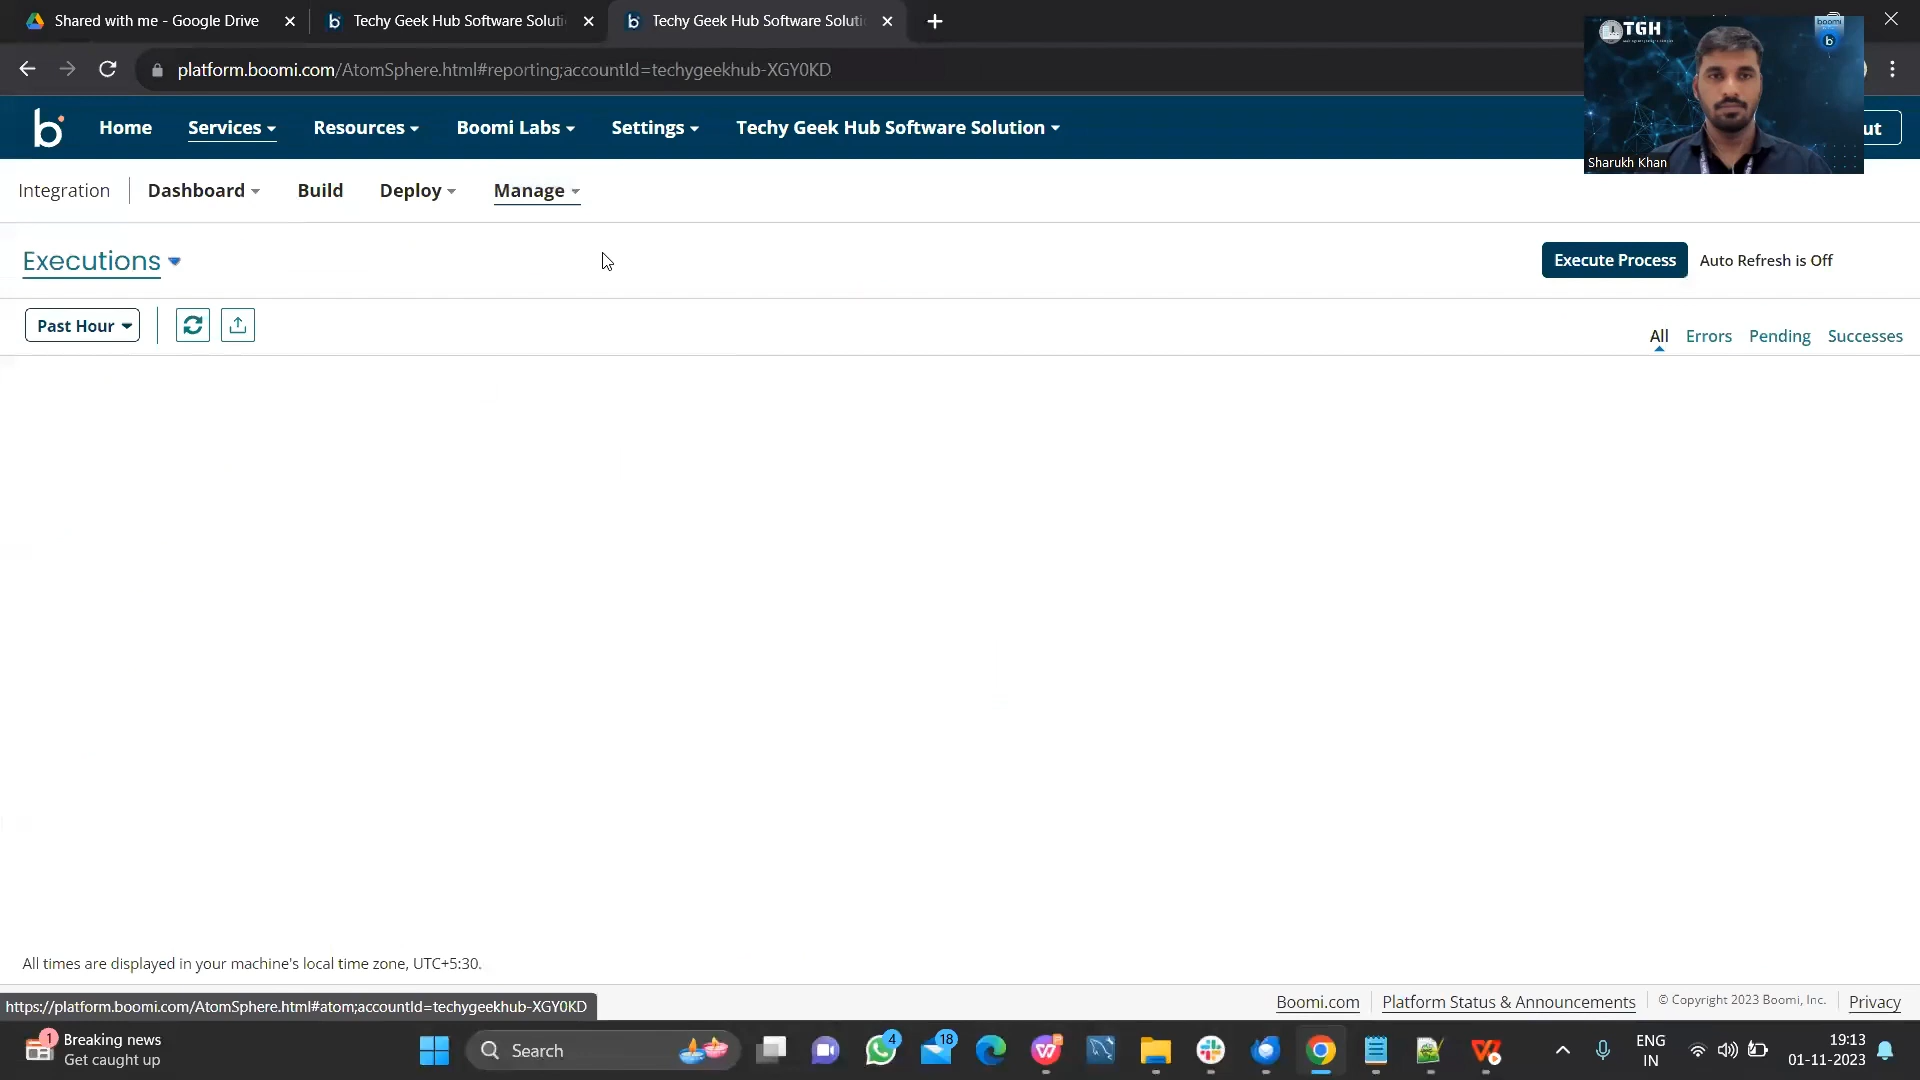 Shared with me - Google Drive
Techy Geek Hub Software Soluti
Techy Geek Hub Software Soluti
platform.boomi.com/AtomSphere.html#reporting;accountId=techygeekhub-XGY0KD
TGH
boomi
b
Sharukh Khan
b
Home
Services
Resources
Boomi Labs
Settings
Techy Geek Hub Software Solution
ut
Integration
Dashboard
Build
Deploy
Manage
Executions
Execute Process
Auto Refresh is Off
Past Hour
All
Errors
Pending
Successes
All times are displayed in your machine's local time zone, UTC+5:30.
https://platform.boomi.com/AtomSphere.html#atom;accountId=techygeekhub-XGY0KD
Boomi.com
Platform Status & Announcements
© Copyright 2023 Boomi, Inc.
Privacy
1
Breaking news
Get caught up
Search
4
18
ENG
IN
19:13
01-11-2023